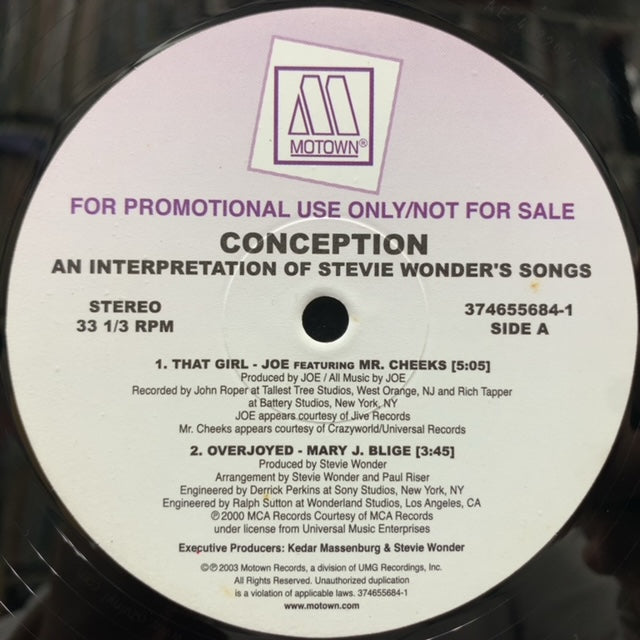 MOTOWN®
FOR PROMOTIONAL USE ONLY/NOT FOR SALE
CONCEPTION
AN INTERPRETATION OF STEVIE WONDER'S SONGS
STEREO
33 1/3 RPM
374655684-1
SIDE A
1. THAT GIRL - JOE FEATURING MR. CHEEKS [5:05]
Produced by JOE / All Music by JOE
Recorded by John Roper at Tallest Tree Studios, West Orange, NJ and Rich Tapper
at Battery Studios, New York, NY
JOE appears courtesy of Jive Records
Mr. Cheeks appears courtesy of Crazyworld/Universal Records
2. OVERJOYED - MARY J. BLIGE [3:45]
Produced by Stevie Wonder
Arrangement by Stevie Wonder and Paul Riser
Engineered by Derrick Perkins at Sony Studios, New York, NY
Engineered by Ralph Sutton at Wonderland Studios, Los Angeles, CA
℗2000 MCA Records Courtesy of MCA Records
under license from Universal Music Enterprises
Executive Producers: Kedar Massenburg & Stevie Wonder
©℗2003 Motown Records, a division of UMG Recordings, Inc.
All Rights Reserved. Unauthorized duplication
is a violation of applicable laws. 374655684-1
www.motown.com